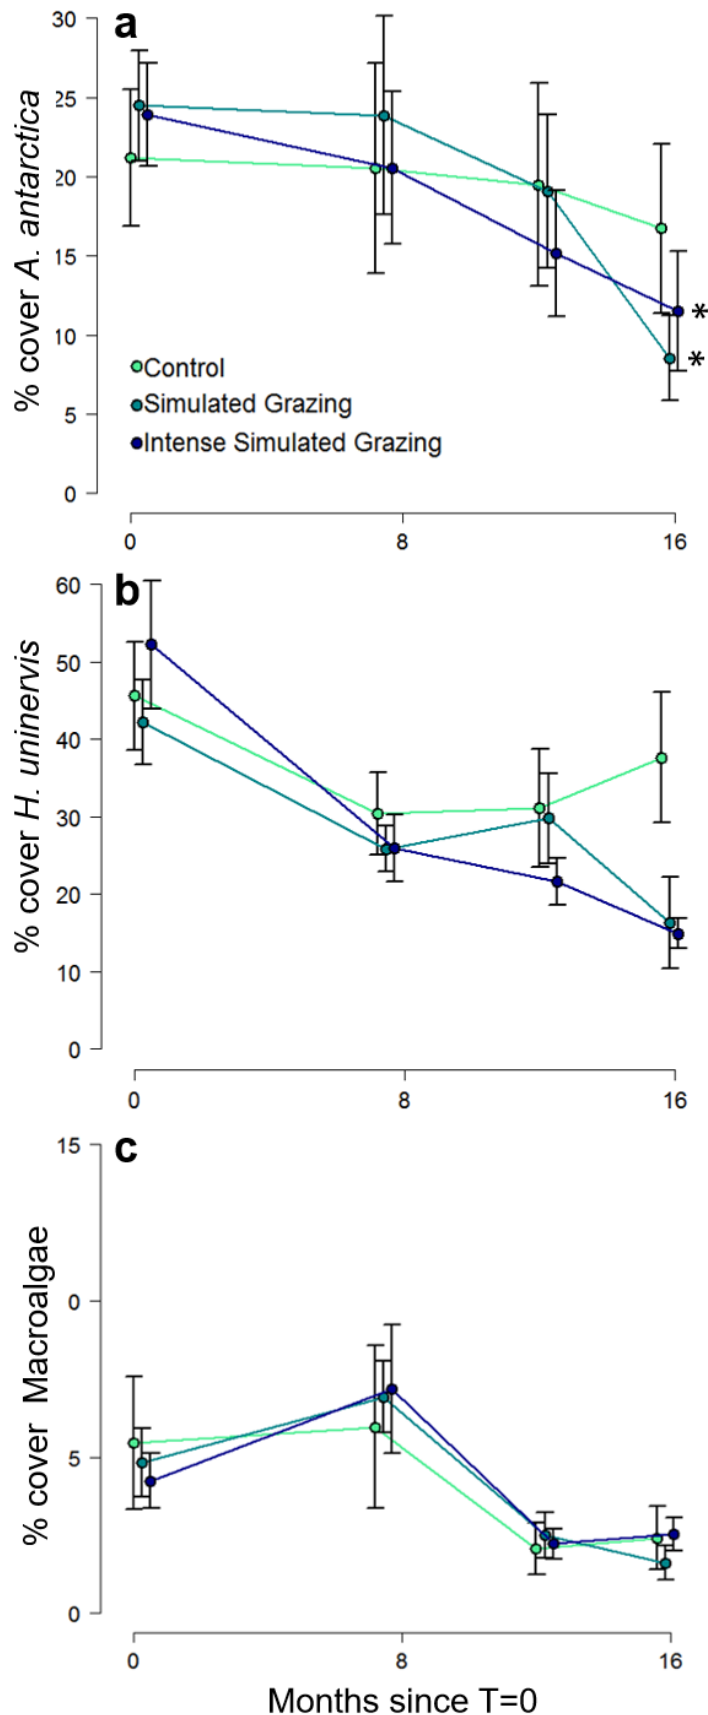 a
30
25
20
15
10
5
0
% cover A. antarctica
Control
Simulated Grazing
Intense Simulated Grazing
*
*
0 8 16
b
60
50
40
30
20
10
0
% cover H. uninervis
0 8 16
c
15
0
5
0
% cover Macroalgae
0 8 16
Months since T=0